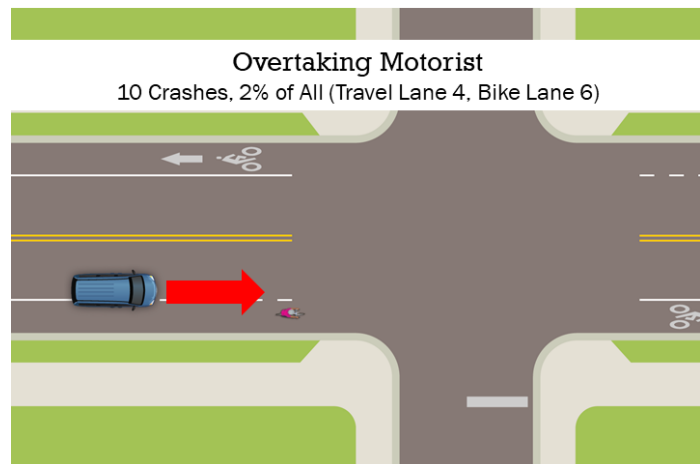 Overtaking Motorist
10 Crashes, 2% of All (Travel Lane 4, Bike Lane 6)